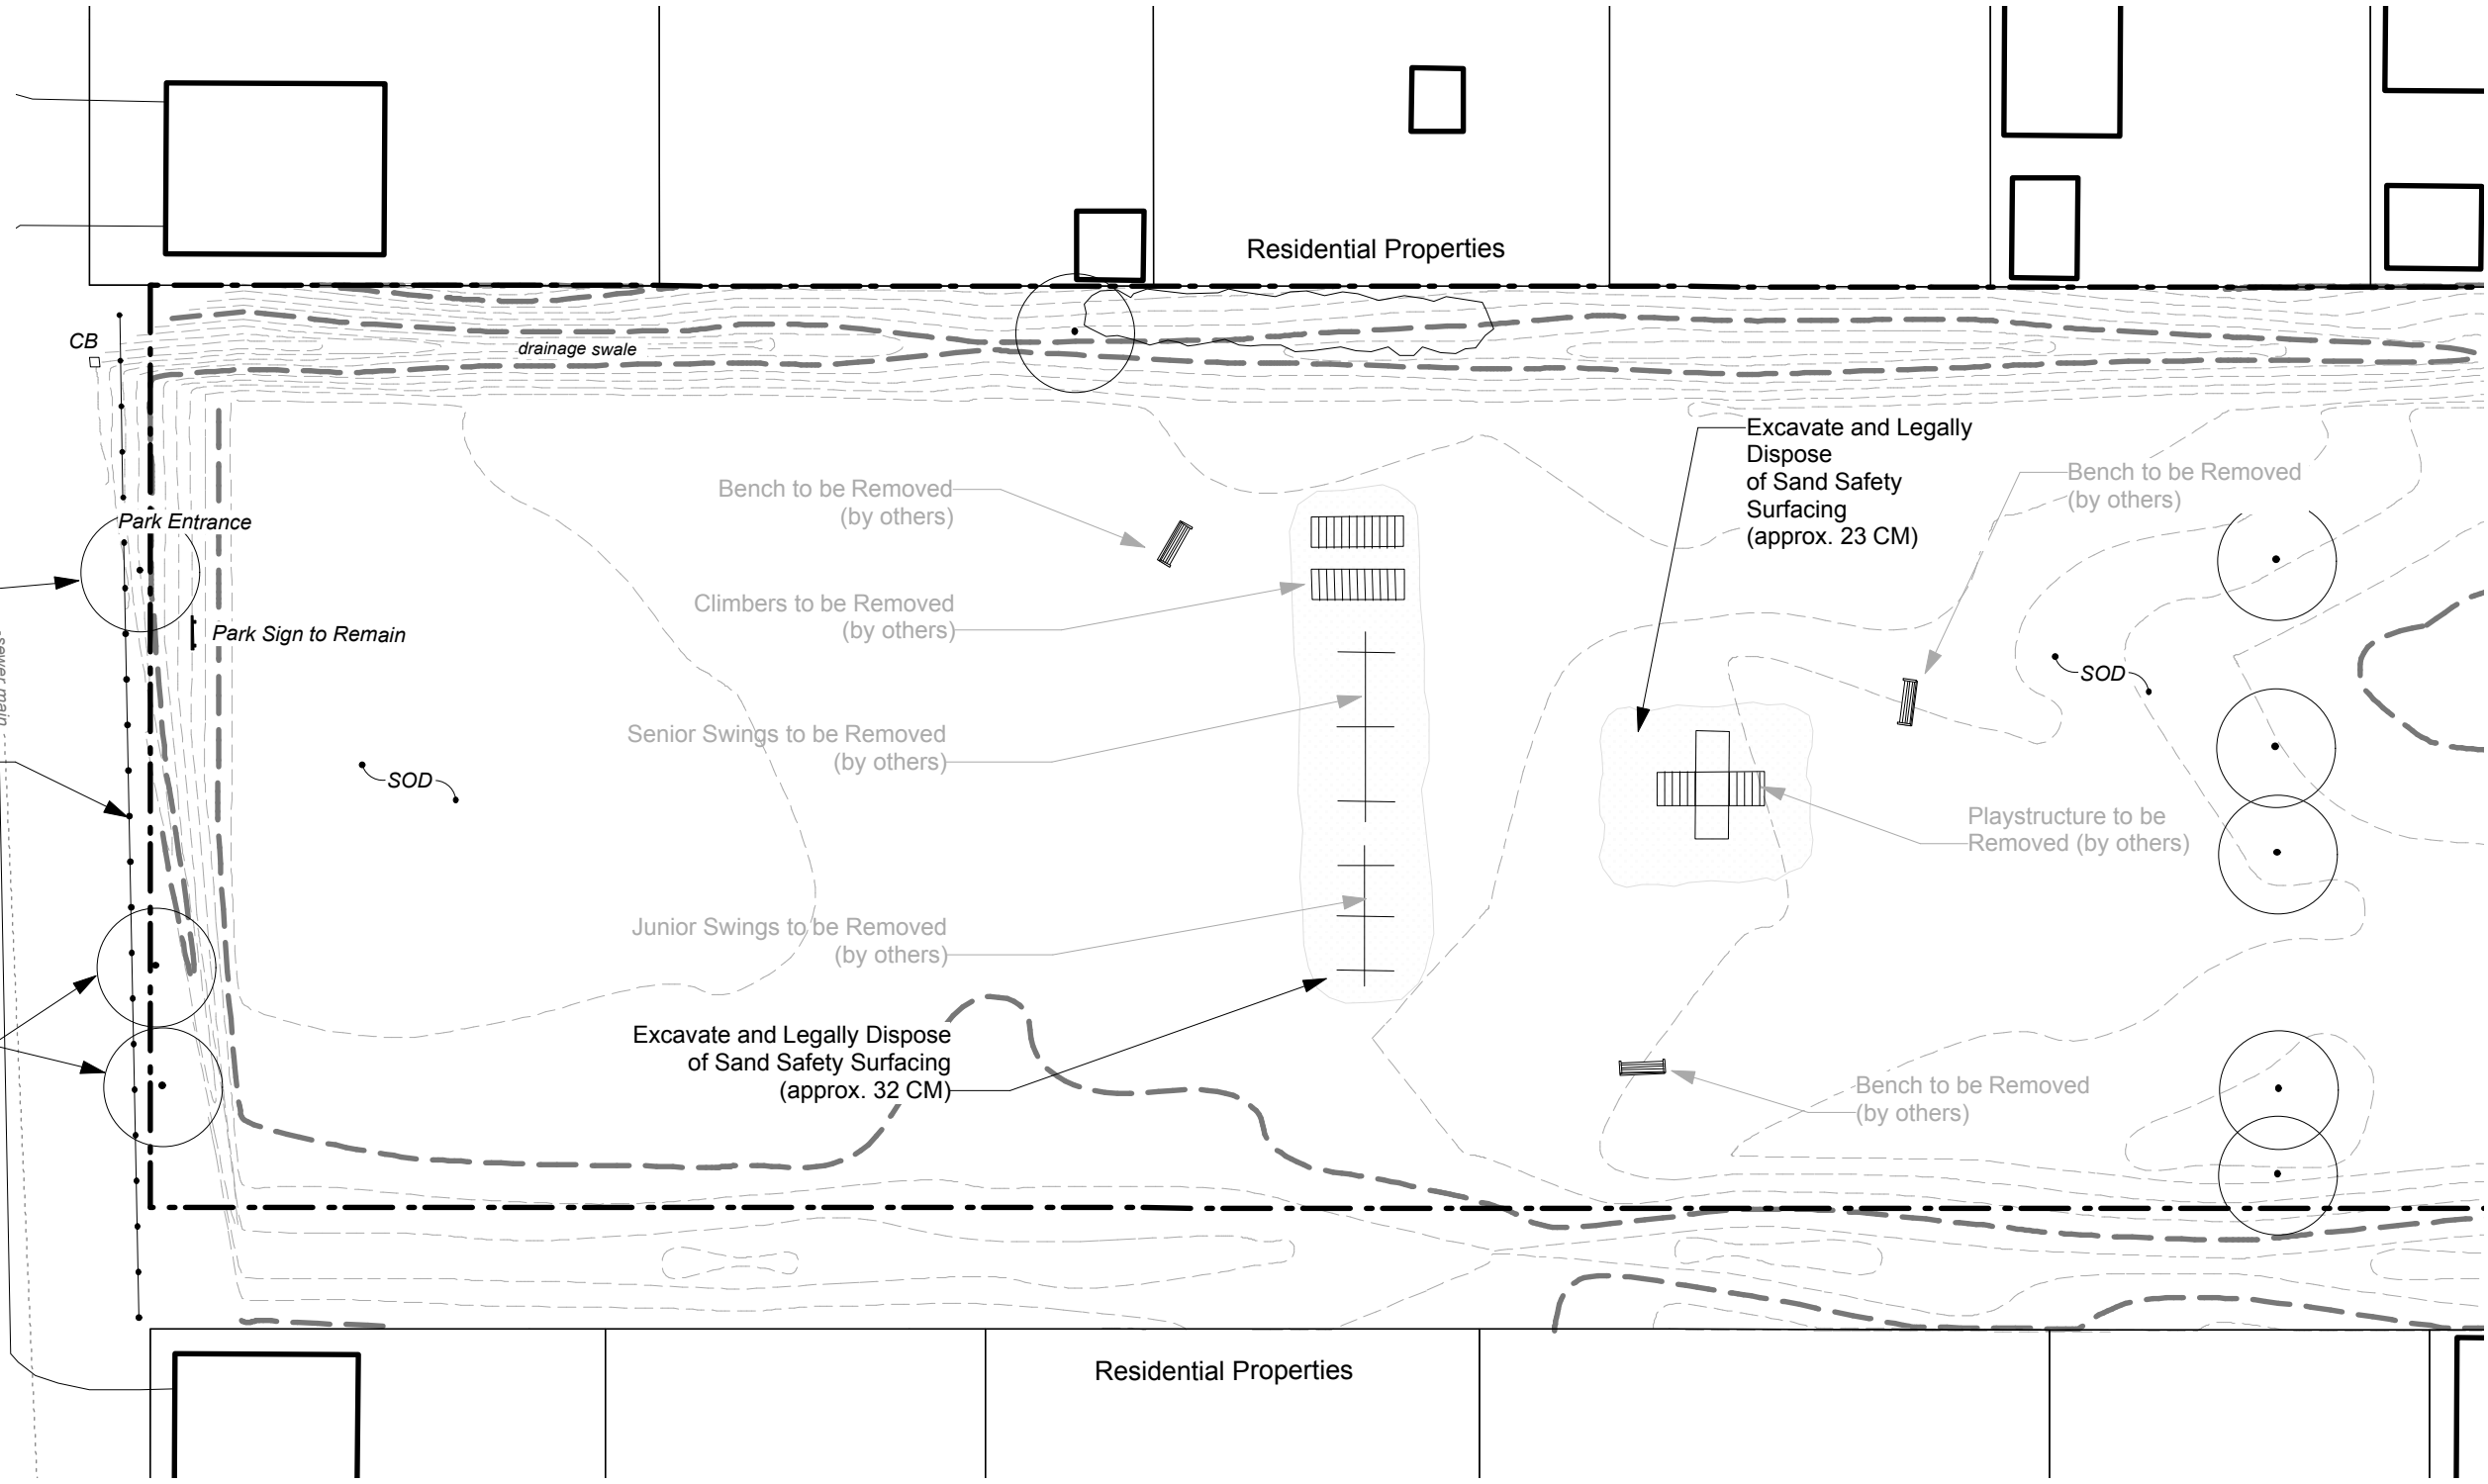 Residential Properties
CB
drainage swale
Excavate and Legally
Dispose
of Sand Safety
Surfacing
(approx. 23 CM)
Bench to be Removed
(by others)
Bench to be Removed
(by others)
Park Entrance
Climbers to be Removed
(by others)
Park Sign to Remain
sewer main
SOD
Senior Swings to be Removed
(by others)
SOD
Playstructure to be
Removed (by others)
Junior Swings to be Removed
(by others)
Excavate and Legally Dispose
of Sand Safety Surfacing
(approx. 32 CM)
Bench to be Removed
(by others)
Residential Properties